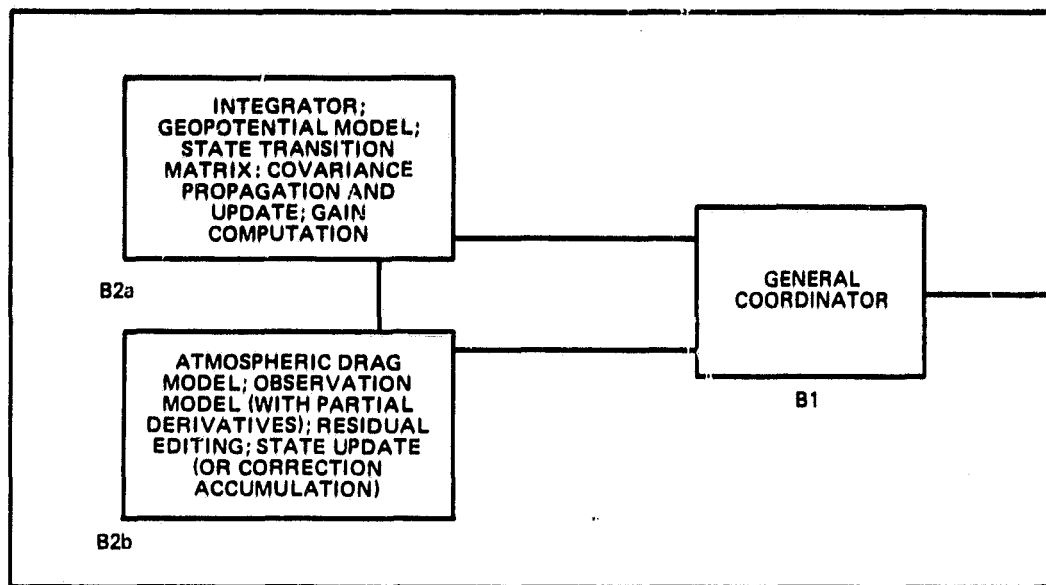 INTEGRATOR;
GEOPOTENTIAL MODEL;
STATE TRANSITION
MATRIX; COVARIANCE
PROPAGATION AND
UPDATE; GAIN
COMPUTATION
B2a
ATMOSPHERIC DRAG
MODEL; OBSERVATION
MODEL (WITH PARTIAL
DERIVATIVES); RESIDUAL
EDITING; STATE UPDATE
(OR CORRECTION
ACCUMULATION)
B2b
GENERAL
COORDINATOR
B1